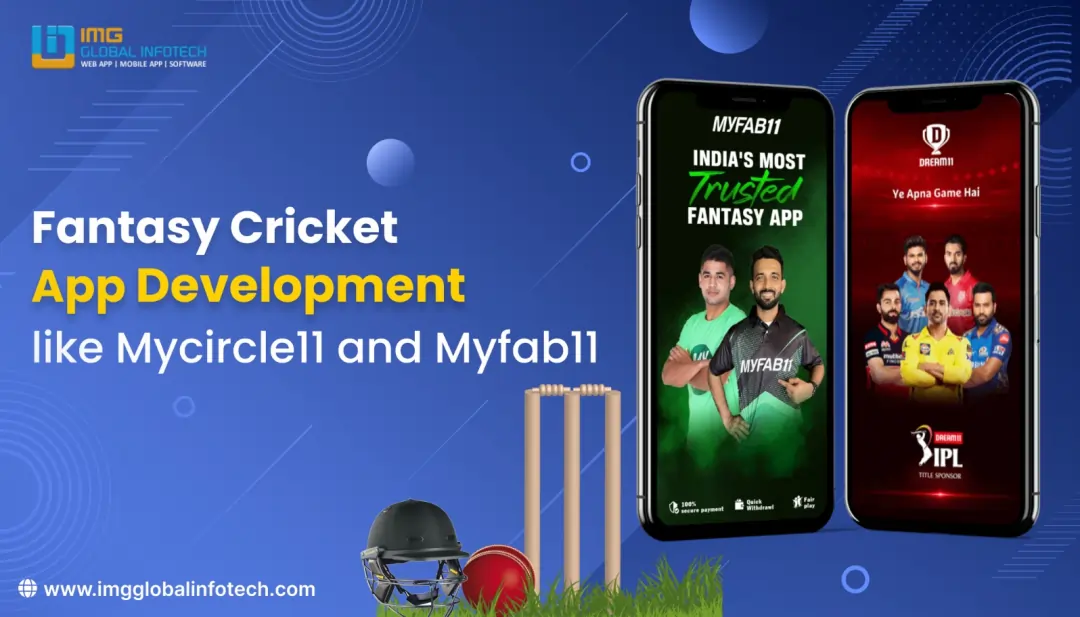 IMG
GLOBAL INFOTECH
WEB APP | MOBILE APP | SOFTWARE
Fantasy Cricket
App Development
like Mycircle11 and Myfab11
www.imgglobalinfotech.com
MYFAB11
INDIA'S MOST
Trusted
FANTASY APP
MYFAB11
100%
secure payment
Quick
Withdrawl
Fair
play
D
DREAM11
Ye Apna Game Hai
DREAM11
IPL
TITLE SPONSOR